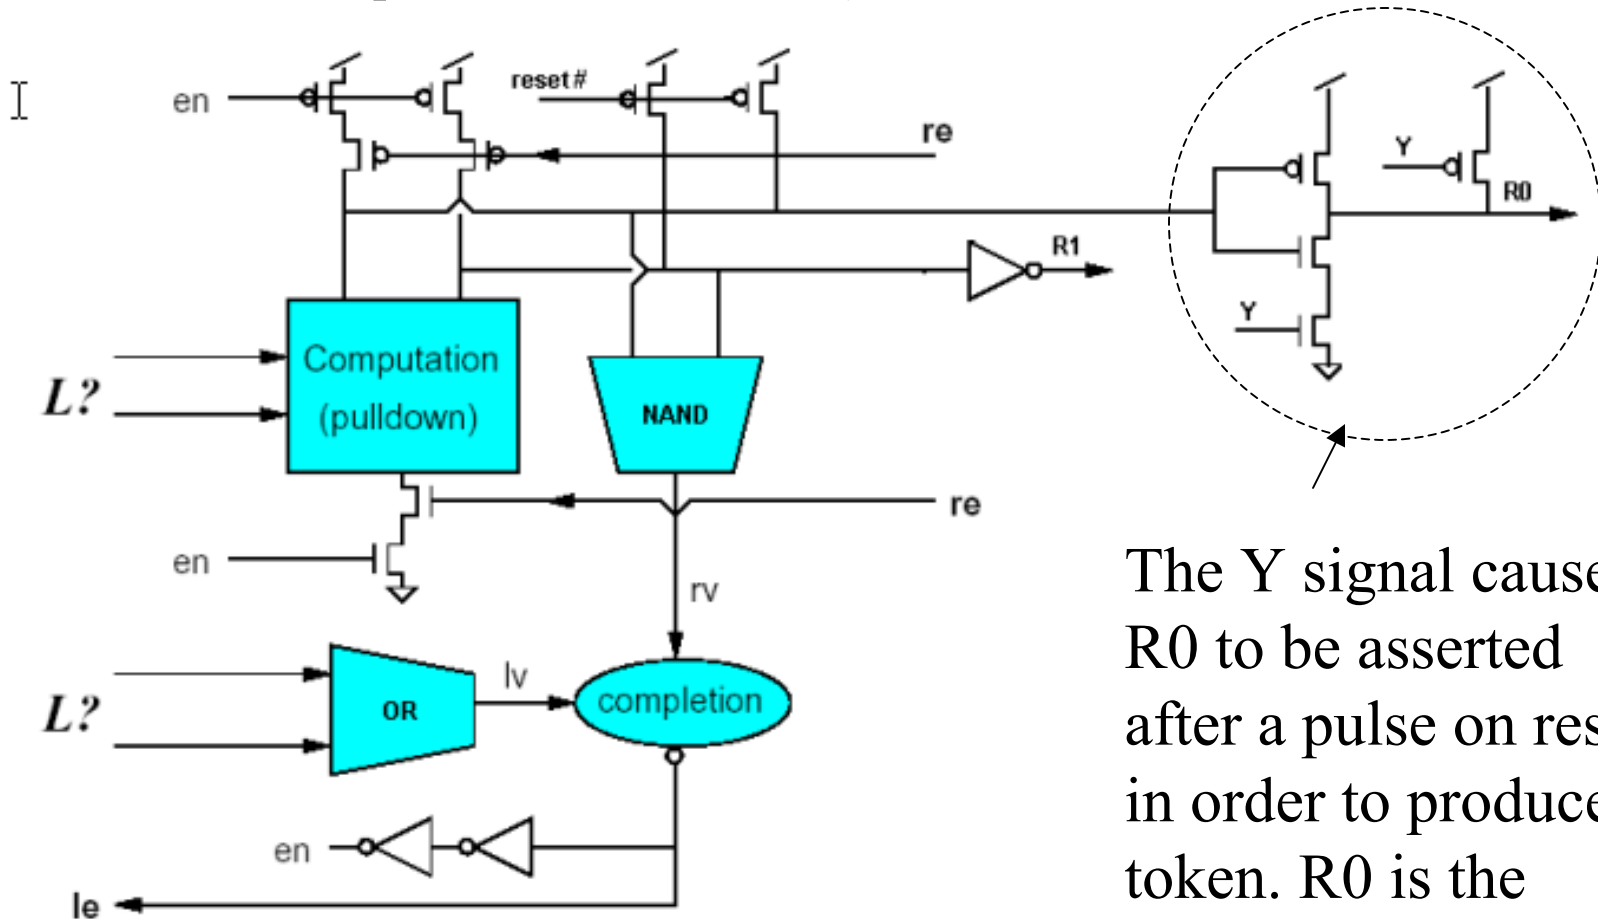 en
reset#
re
Y
R0
R1
Y
Computation
(pulldown)
L?
NAND
re
en
rv
L?
OR
lv
completion
en
le
The Y signal cause
R0 to be asserted
after a pulse on res
in order to produce
token. R0 is the